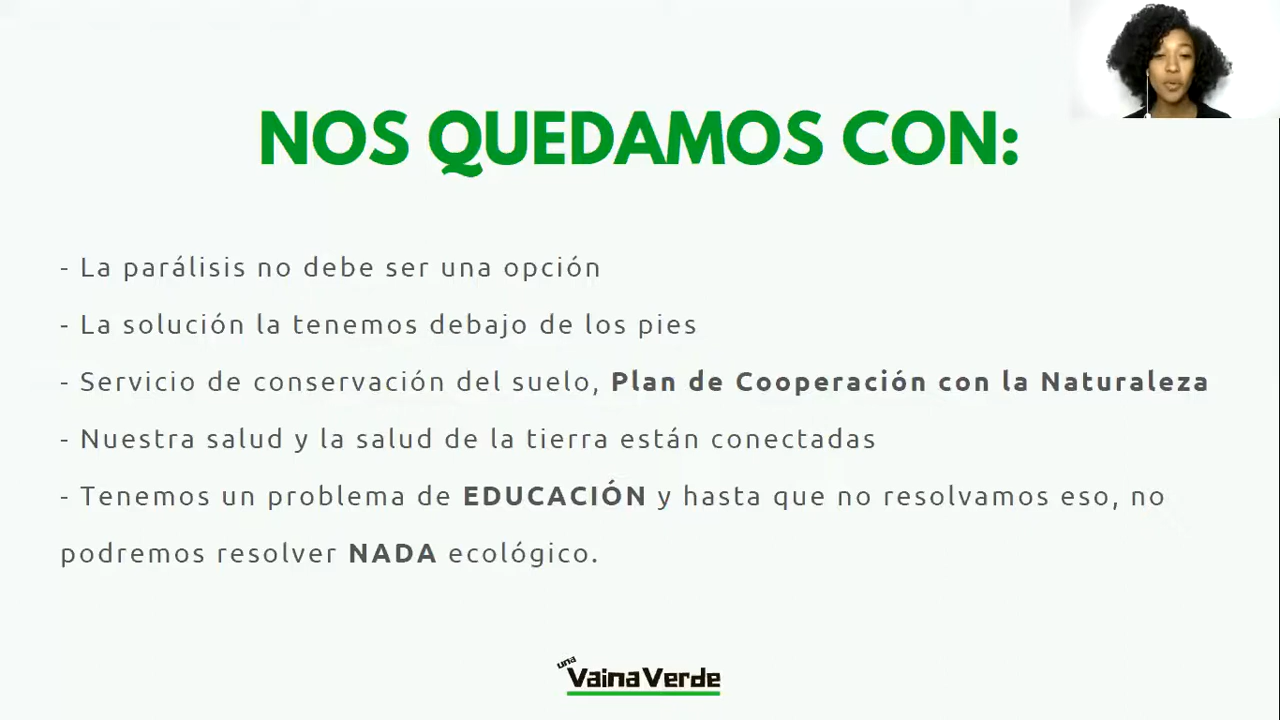 NOS QUEDAMOS CON:
- La parálisis no debe ser una opción
- La solución la tenemos debajo de los pies
- Servicio de conservación del suelo, Plan de Cooperación con la Naturaleza
- Nuestra salud y la salud de la tierra están conectadas
- Tenemos un problema de EDUCACIÓN y hasta que no resolvamos eso, no
podremos resolver NADA ecológico.
una
VainaVerde